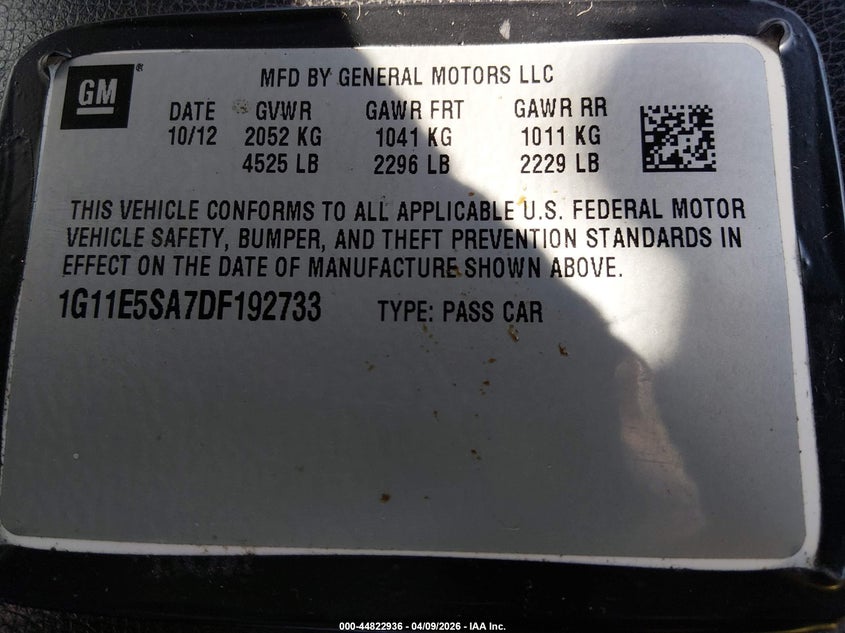 GM ®
MFD BY GENERAL MOTORS LLC
DATE GVWR GAWR FRT GAWR RR
10/12 2052 KG 1041 KG 1011 KG
4525 LB 2296 LB 2229 LB
THIS VEHICLE CONFORMS TO ALL APPLICABLE U.S. FEDERAL MOTOR
VEHICLE SAFETY, BUMPER, AND THEFT PREVENTION STANDARDS IN
EFFECT ON THE DATE OF MANUFACTURE SHOWN ABOVE.
1G11E5SA7DF192733 TYPE: PASS CAR
000-44822936 - 04/09/2026 - IAA Inc.